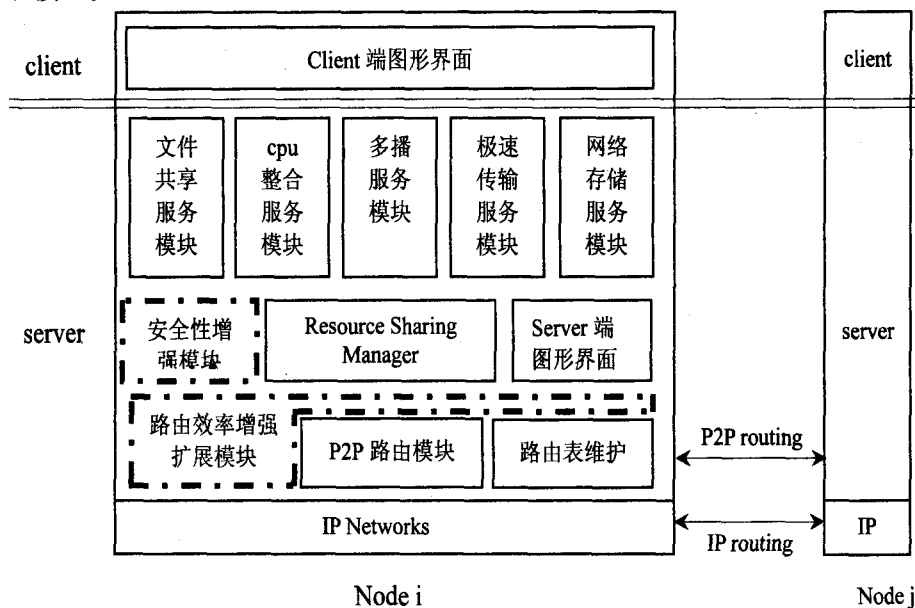 client
Client 端图形界面
client
文件
共享
服务
模块
cpu
整合
服务
模块
多播
服务
模块
极速
传输
服务
模块
网络
存储
服务
模块
server
安全性增
强模块
Resource Sharing
Manager
Server 端
图形界面
server
路由效率增强
扩展模块
P2P 路由模块
路由表维护
P2P routing
IP Networks
IP routing
IP
Node i
Node j